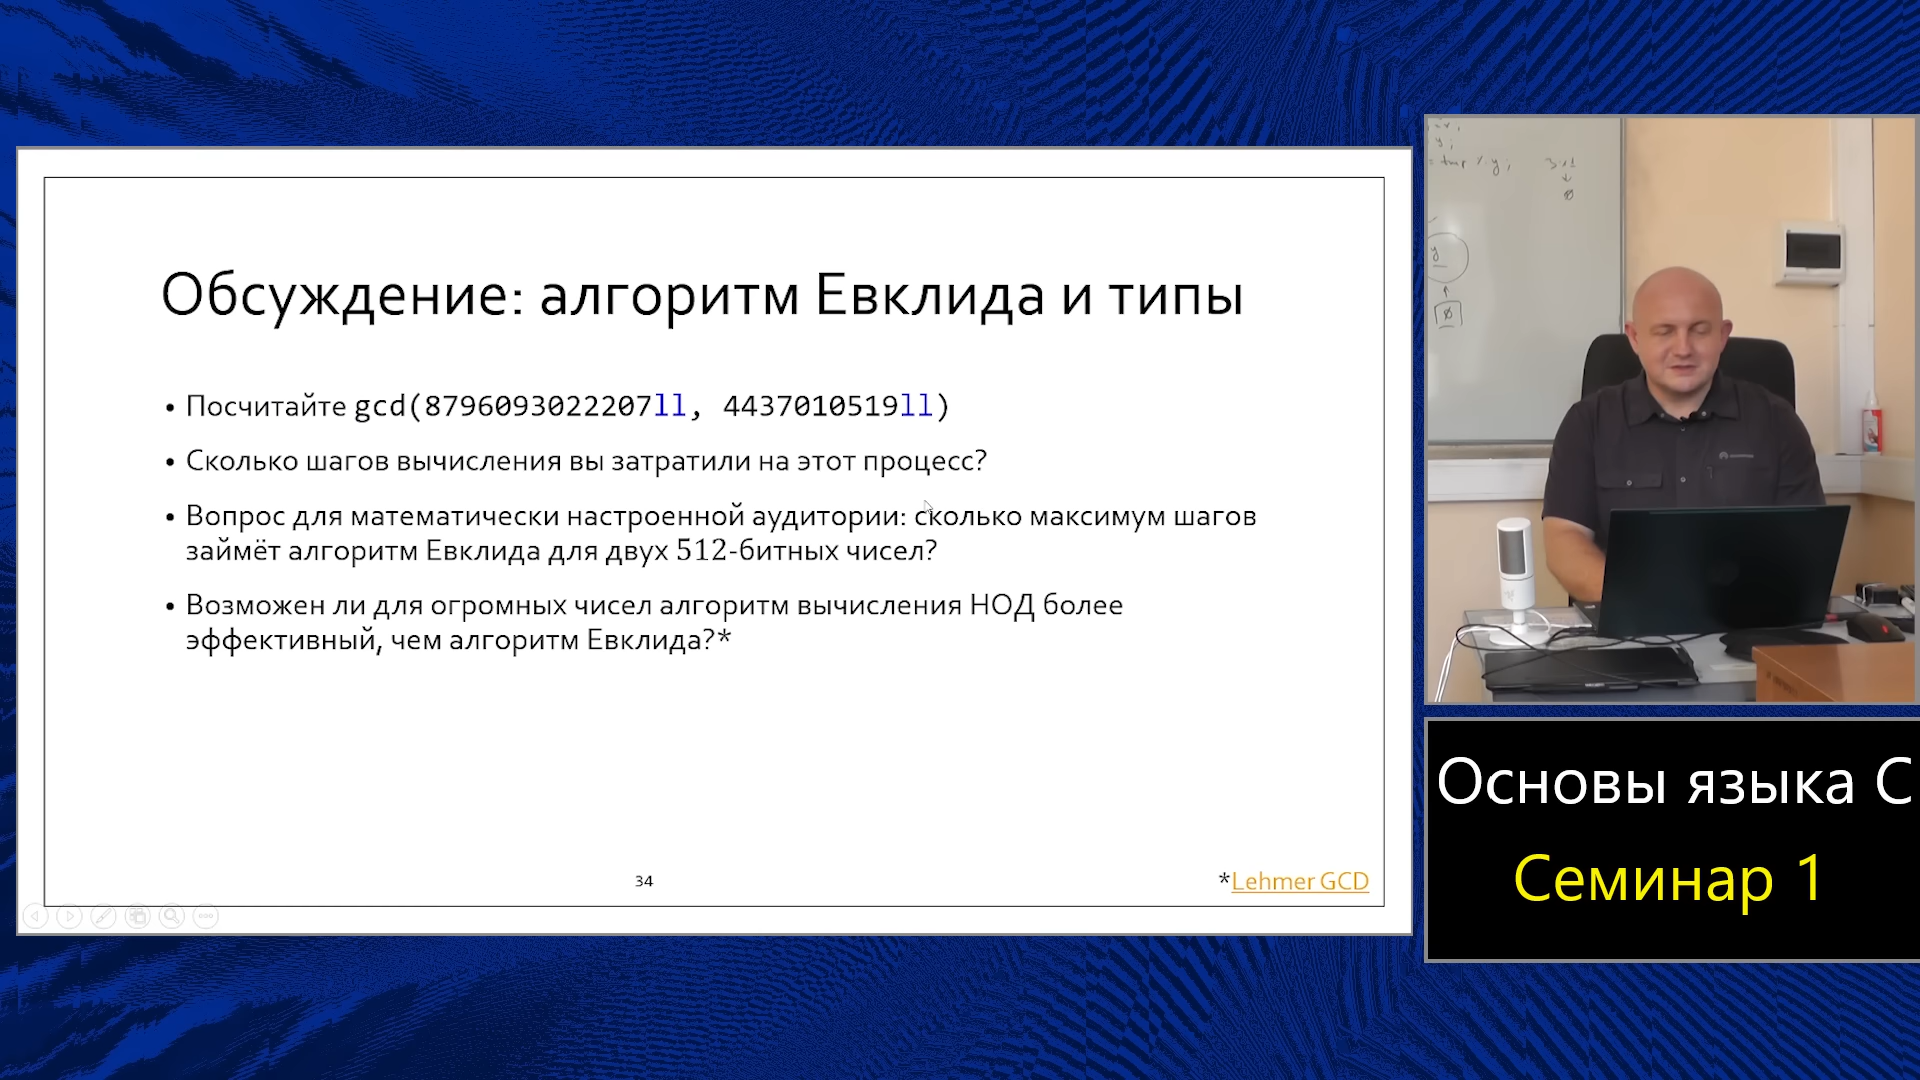 Обсуждение: алгоритм Евклида и типы
• Посчитайте gcd(8796093022207ll, 4437010519ll)
• Сколько шагов вычисления вы затратили на этот процесс?
• Вопрос для математически настроенной аудитории: сколько максимум шагов
займёт алгоритм Евклида для двух 512-битных чисел?
• Возможен ли для огромных чисел алгоритм вычисления НОД более
эффективный, чем алгоритм Евклида?*
34
*Lehmer GCD
Основы языка C
Семинар 1